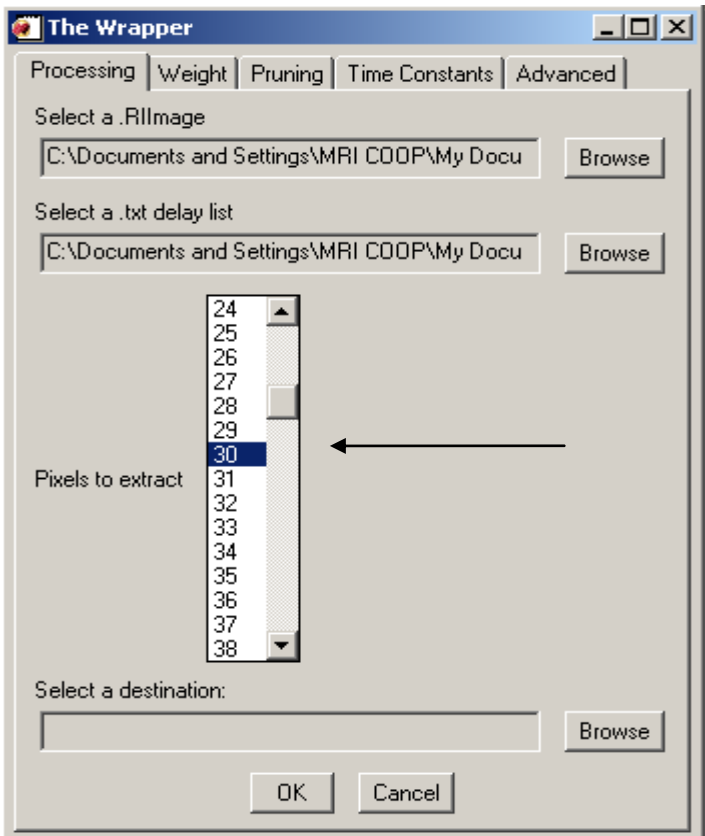 The Wrapper
Processing Weight Pruning Time Constants Advanced
Select a .RIImage
C:\Documents and Settings\MRI COOP\My Docu Browse
Select a .txt delay list
C:\Documents and Settings\MRI COOP\My Docu Browse
24
25
26
27
28
29
30
Pixels to extract 31
32
33
34
35
36
37
38
Select a destination:
Browse
OK Cancel